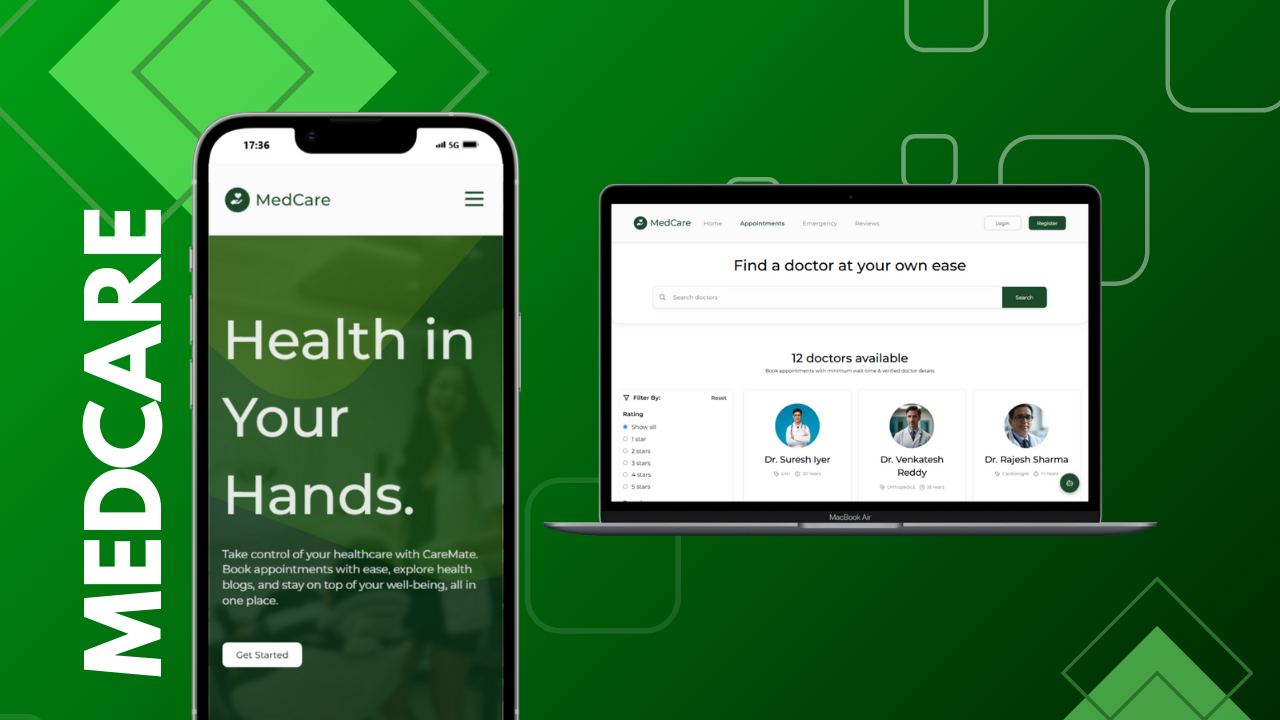 MEDCARE
17:36
5G
MedCare
Health in
Your
Hands.
Take control of your healthcare with CareMate.
Book appointments with ease, explore health
blogs, and stay on top of your well-being, all in
one place.
Get Started
MedCare Home Appointments Emergency Reviews Login Register
Find a doctor at your own ease
Search doctors Search
12 doctors available
Book appointments with minimum wait-time & verified doctor details
Filter By: Reset
Rating
Show all
1 star
2 stars
3 stars
4 stars
5 stars
Dr. Suresh Iyer
20 Years
Dr. Venkatesh
Reddy
Orthopedics 18 Years
Dr. Rajesh Sharma
Cardiologist 17 Years
MacBook Air